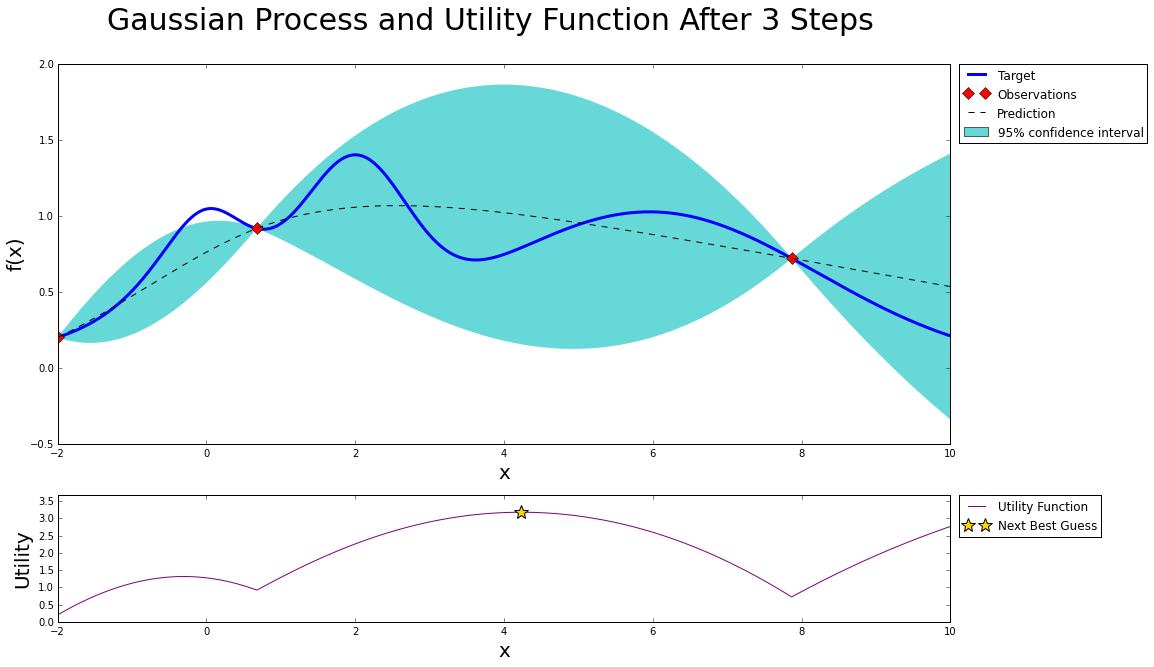 Gaussian Process and Utility Function After 3 Steps
2.0
1.5
1.0
0.5
0.0
−0.5
f(x)
−2 0 2 4 6 8 10
x
Target
Observations
Prediction
95% confidence interval
3.5
3.0
2.5
2.0
1.5
1.0
0.5
0.0
Utility
−2 0 2 4 6 8 10
x
Utility Function
Next Best Guess